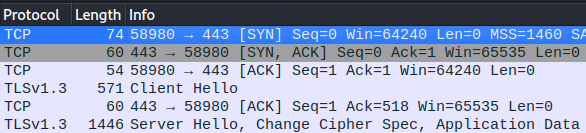 Protocol Length Info
TCP 74 58980 → 443 [SYN] Seq=0 Win=64240 Len=0 MSS=1460
TCP 60 443 → 58980 [SYN, ACK] Seq=0 Ack=1 Win=65535 Len=0
TCP 54 58980 → 443 [ACK] Seq=1 Ack=1 Win=64240 Len=0
TLSv1.3 571 Client Hello
TCP 60 443 → 58980 [ACK] Seq=1 Ack=518 Win=65535 Len=0
TLSv1.3 1446 Server Hello, Change Cipher Spec, Application Data